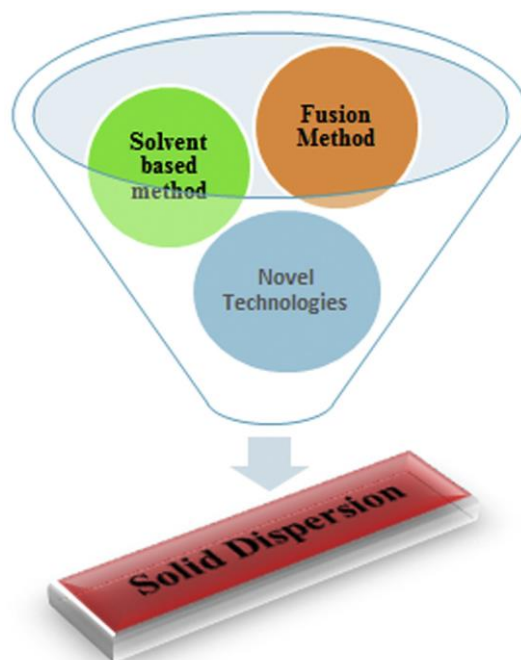 Solvent
based
method
Fusion
Method
Novel
Technologies
Solid Dispersion